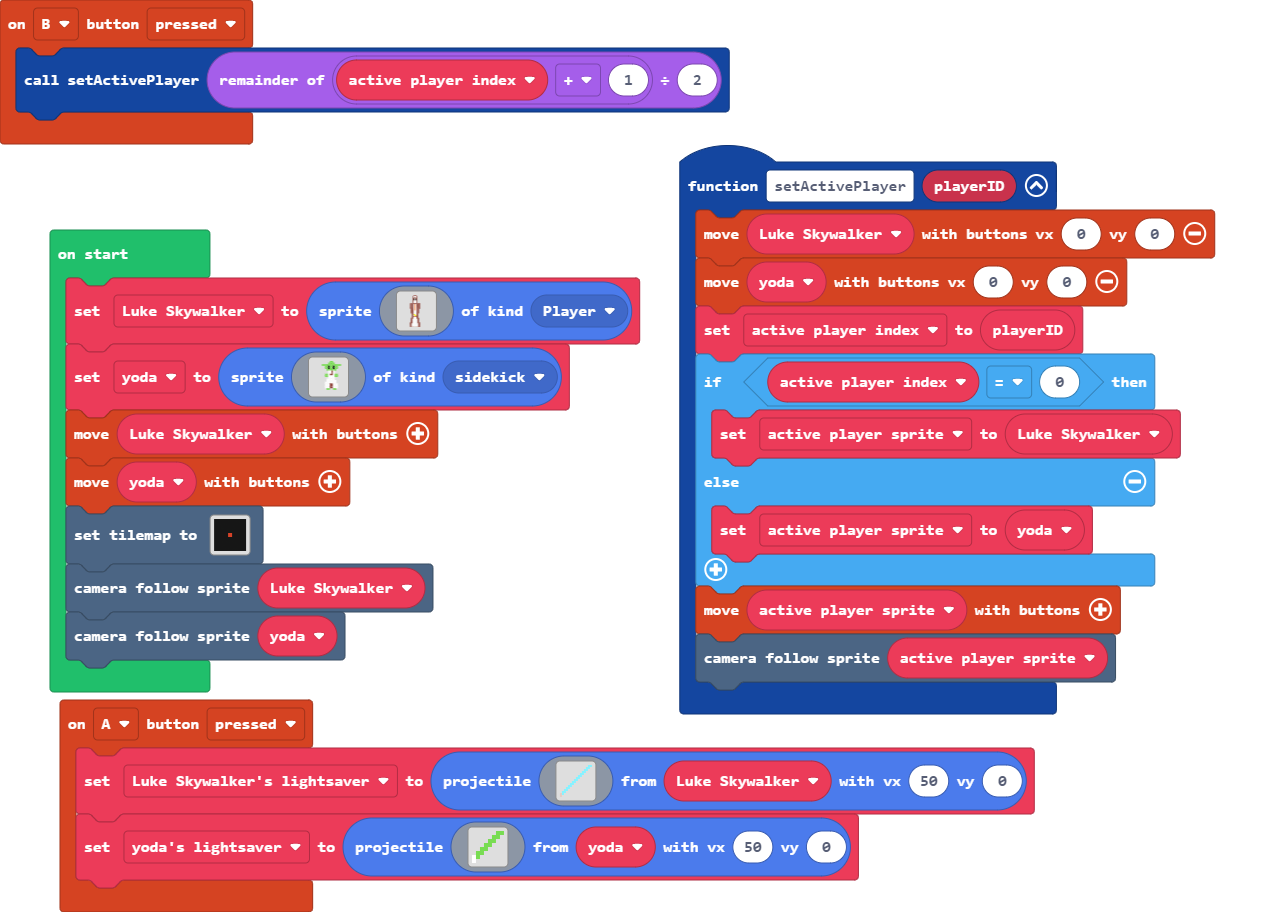 on B button pressed
call setActivePlayer remainder of active player index + 1 ÷ 2
function setActivePlayer playerID
move Luke Skywalker with buttons vx 0 vy 0
move yoda with buttons vx 0 vy 0
set active player index to playerID
if active player index = 0 then
set active player sprite to Luke Skywalker
else
set active player sprite to yoda
move active player sprite with buttons
camera follow sprite active player sprite
on start
set Luke Skywalker to sprite of kind Player
set yoda to sprite of kind sidekick
move Luke Skywalker with buttons
move yoda with buttons
set tilemap to
camera follow sprite Luke Skywalker
camera follow sprite yoda
on A button pressed
set Luke Skywalker's lightsaver to projectile from Luke Skywalker with vx 50 vy 0
set yoda's lightsaver to projectile from yoda with vx 50 vy 0